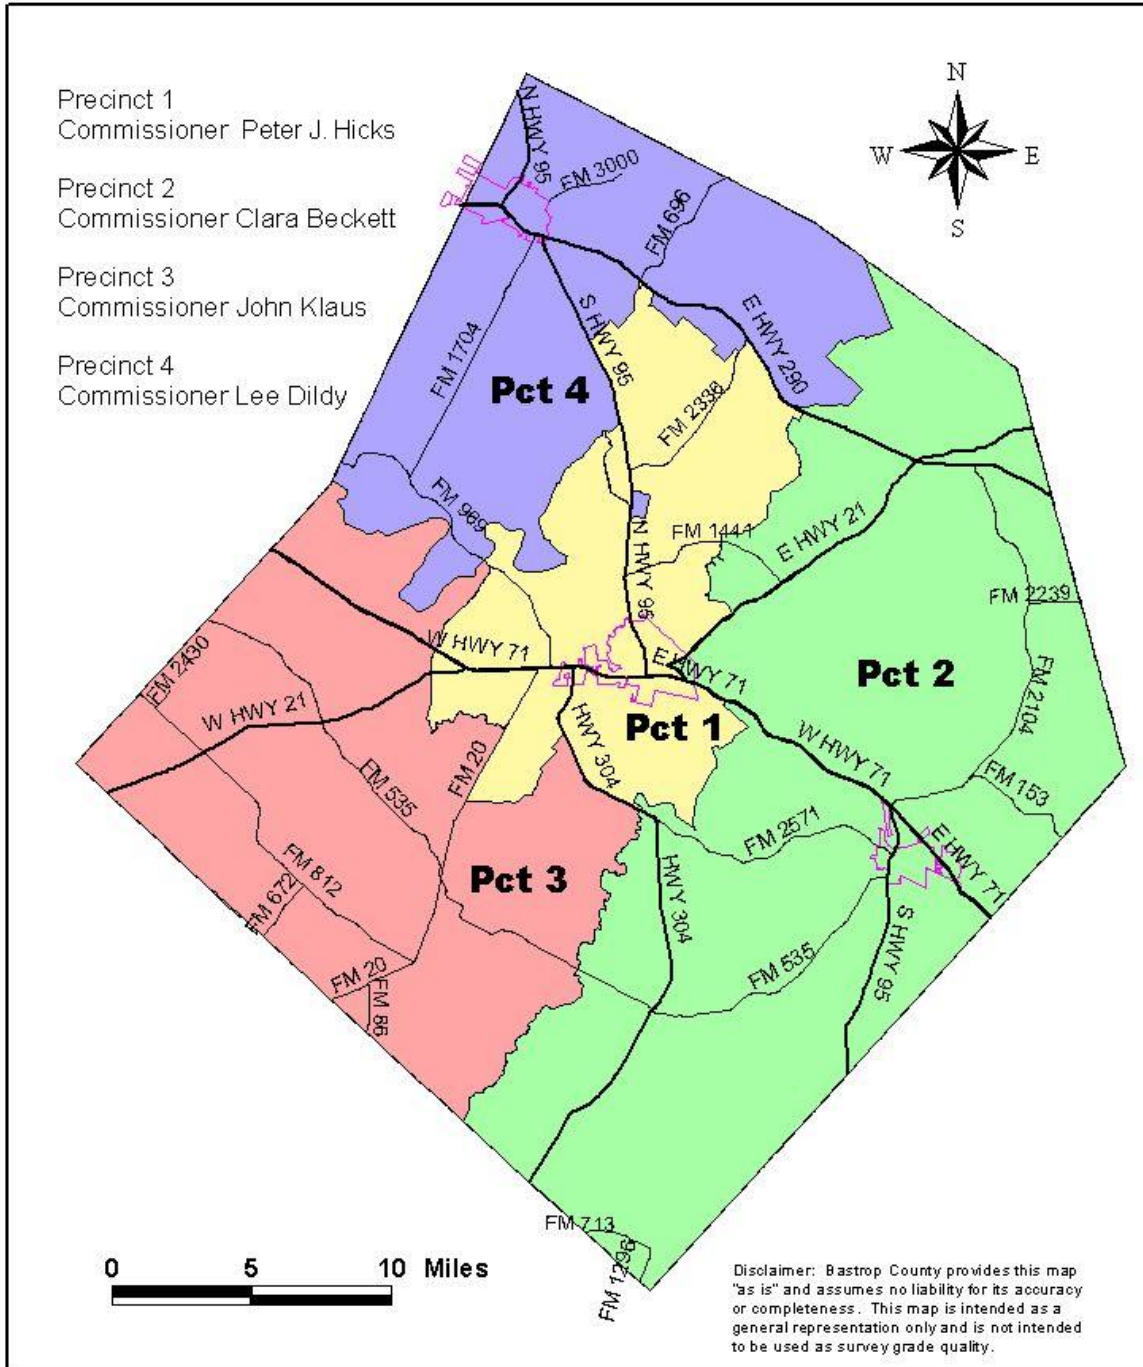 Precinct 1
Commissioner Peter J. Hicks
Precinct 2
Commissioner Clara Beckett
Precinct 3
Commissioner John Klaus
Precinct 4
Commissioner Lee Dildy
N
W
E
S
N HWY 95
FM 3000
FM 696
S HWY 95
E HWY 290
FM 1704
Pct 4
FM 2336
FM 969
N HWY 95
FM 1441
E HWY 21
FM 2239
W HWY 71
E HWY 71
FM 2430
W HWY 21
Pct 2
FM 2104
Pct 1
HWY 304
FM 20
W HWY 71
FM 535
FM 153
FM 2571
E HWY 71
FM 812
Pct 3
FM 672
HWY 304
S HWY 95
FM 535
FM 20
FM 86
FM 713
FM 1296
0 5 10 Miles
Disclaimer: Bastrop County provides this map
"as is" and assumes no liability for its accuracy
or completeness. This map is intended as a
general representation only and is not intended
to be used as survey grade quality.